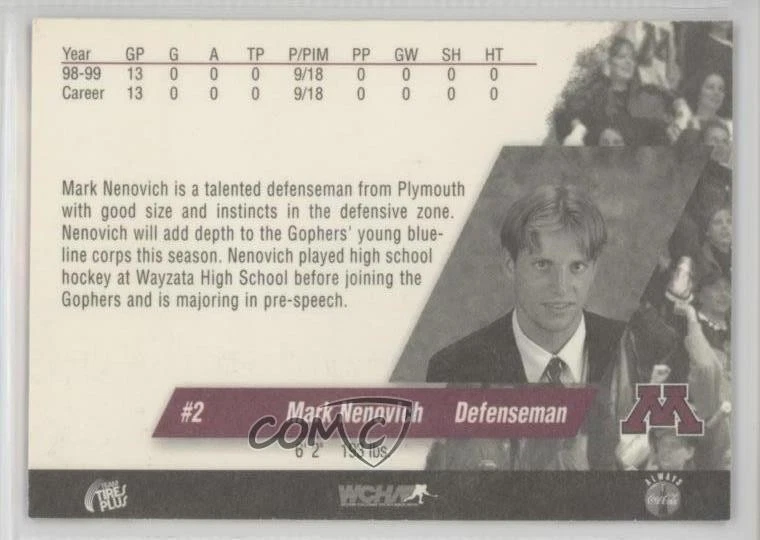 Year GP G A TP P/PIM PP GW SH HT
98-99 13 0 0 0 9/18 0 0 0 0
Career 13 0 0 0 9/18 0 0 0 0
Mark Nenovich is a talented defenseman from Plymouth
with good size and instincts in the defensive zone.
Nenovich will add depth to the Gophers' young blue-
line corps this season. Nenovich played high school
hockey at Wayzata High School before joining the
Gophers and is majoring in pre-speech.
#2 Mark Nenovich Defenseman
M
COMC
6' 2" 193 lbs.
TEAM
TIRES
PLUS
WCHA
ALWAYS
Coca-Cola